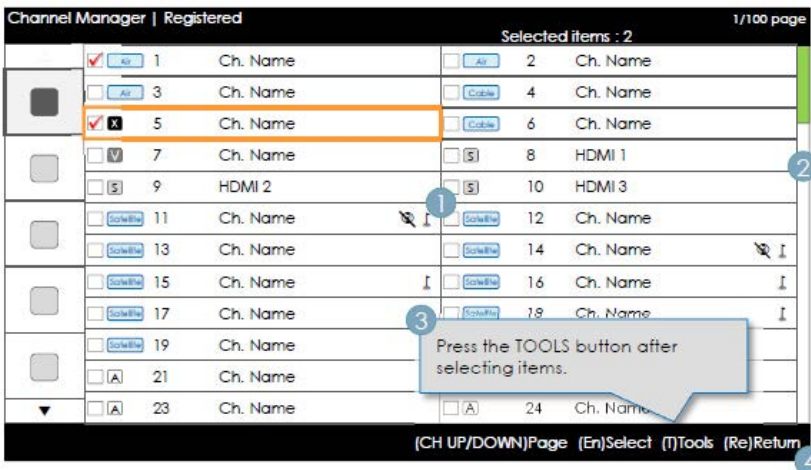 Channel Manager | Registered
1/100 page
Selected items : 2
Air 1 Ch. Name
Air 2 Ch. Name
Air 3 Ch. Name
Cable 4 Ch. Name
X 5 Ch. Name
Cable 6 Ch. Name
V 7 Ch. Name
S 8 HDMI 1
2
S 9 HDMI 2
S 10 HDMI 3
1
Satellite 11 Ch. Name
Satellite 12 Ch. Name
Satellite 13 Ch. Name
Satellite 14 Ch. Name
Satellite 15 Ch. Name
Satellite 16 Ch. Name
Satellite 17 Ch. Name
Satellite 18 Ch. Name
3
Satellite 19 Ch. Name
Press the TOOLS button after
selecting items.
A 21 Ch. Name
A 23 Ch. Name
A 24 Ch. Name
(CH UP/DOWN)Page (En)Select (T)Tools (Re)Return
4